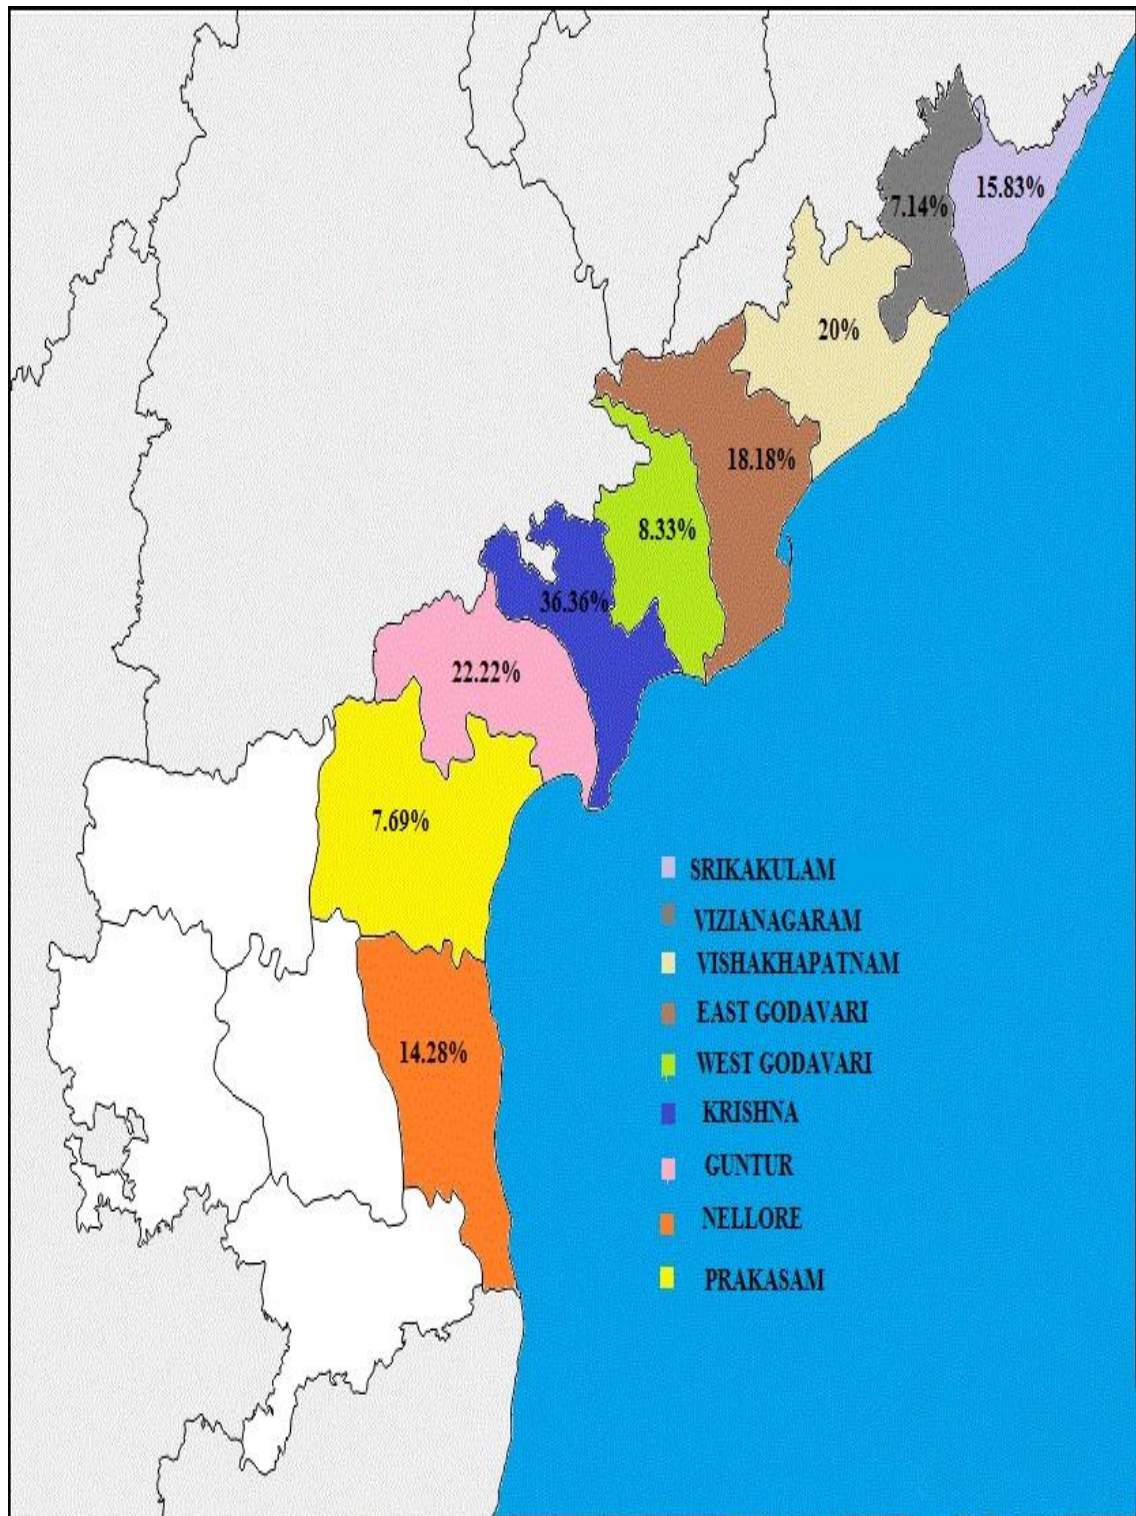 15.83%
7.14%
20%
18.18%
8.33%
36.36%
22.22%
7.69%
14.28%
SRIKAKULAM
VIZIANAGARAM
VISHAKHAPATNAM
EAST GODAVARI
WEST GODAVARI
KRISHNA
GUNTUR
NELLORE
PRAKASAM